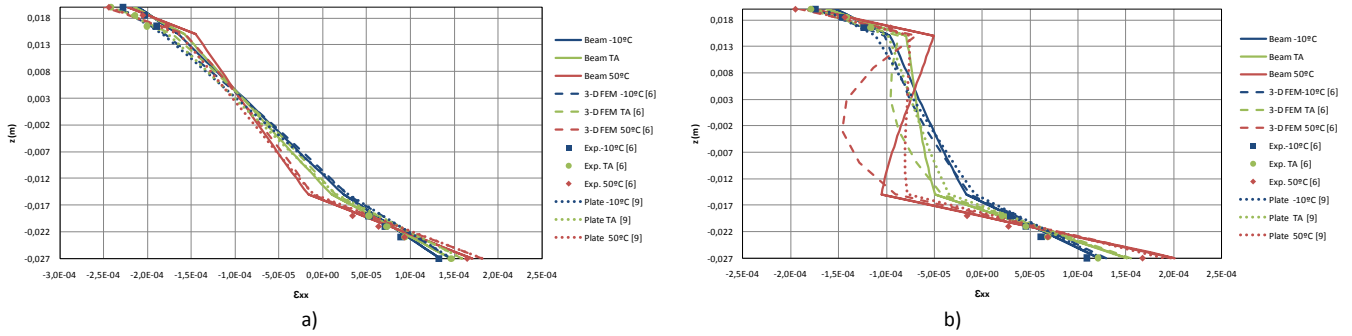 0,018
0,013
0,008
0,003
-0,002
-0,007
-0,012
-0,017
-0,022
-0,027
z(m)
-3,0E-04 -2,5E-04 -2,0E-04 -1,5E-04 -1,0E-04 -5,0E-05 0,0E+00 5,0E-05 1,0E-04 1,5E-04 2,0E-04 2,5E-04
εxx
Beam -10ºC
Beam TA
Beam 50ºC
3-D FEM -10ºC [6]
3-D FEM TA [6]
3-D FEM 50ºC [6]
Exp.-10ºC [6]
Exp. TA [6]
Exp. 50ºC [6]
Plate -10ºC [9]
Plate TA [9]
Plate 50ºC [9]
a)
0,018
0,013
0,008
0,003
-0,002
-0,007
-0,012
-0,017
-0,022
-0,027
z(m)
-2,5E-04 -2,0E-04 -1,5E-04 -1,0E-04 -5,0E-05 0,0E+00 5,0E-05 1,0E-04 1,5E-04 2,0E-04 2,5E-04
εxx
Beam -10ºC
Beam TA
Beam 50ºC
3-D FEM-10ºC [6]
3-D FEM TA [6]
3-D FEM 50ºC [6]
Exp.-10ºC [6]
Exp. TA [6]
Exp. 50ºC [6]
Plate -10ºC [9]
Plate TA [9]
Plate 50ºC [9]
b)